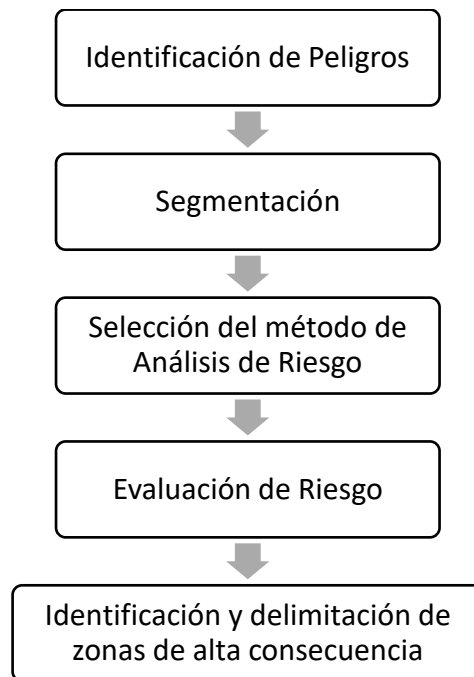 Identificación de Peligros
Segmentación
Selección del método de
Análisis de Riesgo
Evaluación de Riesgo
Identificación y delimitación de
zonas de alta consecuencia